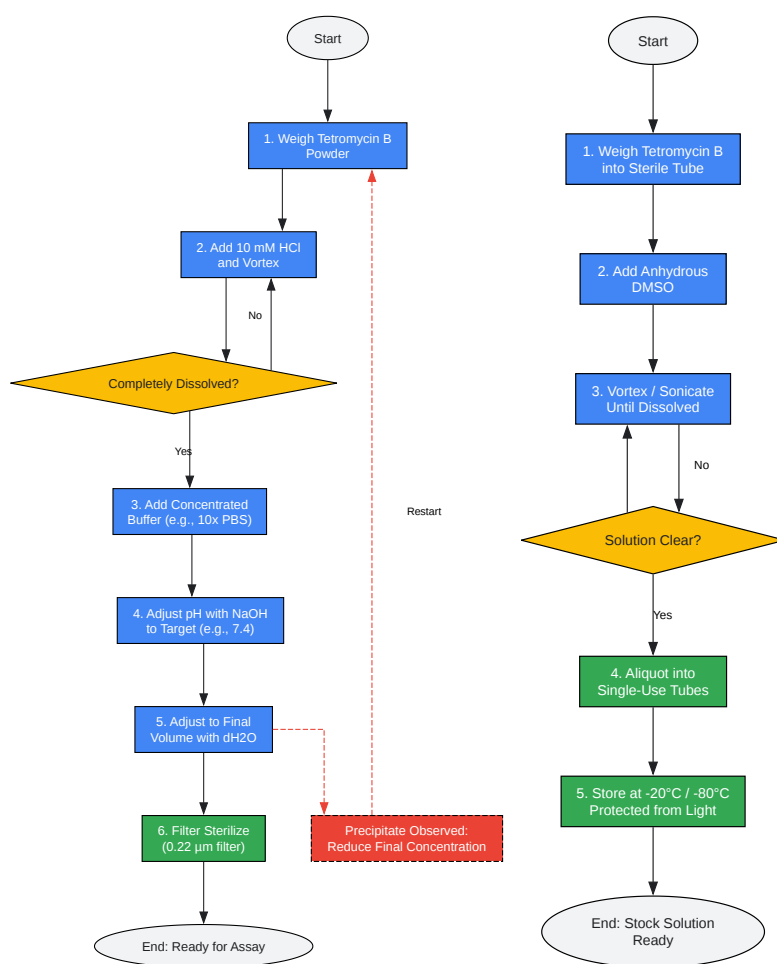 Start
1. Weigh Tetromycin B
Powder
2. Add 10 mM HCl
and Vortex
No
Completely Dissolved?
Yes
3. Add Concentrated
Buffer (e.g., 10x PBS)
4. Adjust pH with NaOH
to Target (e.g., 7.4)
5. Adjust to Final
Volume with dH2O
6. Filter Sterilize
(0.22 µm filter)
Precipitate Observed:
Reduce Final Concentration
Restart
End: Ready for Assay
Start
1. Weigh Tetromycin B
into Sterile Tube
2. Add Anhydrous
DMSO
3. Vortex / Sonicate
Until Dissolved
No
Solution Clear?
Yes
4. Aliquot into
Single-Use Tubes
5. Store at -20°C / -80°C
Protected from Light
End: Stock Solution
Ready